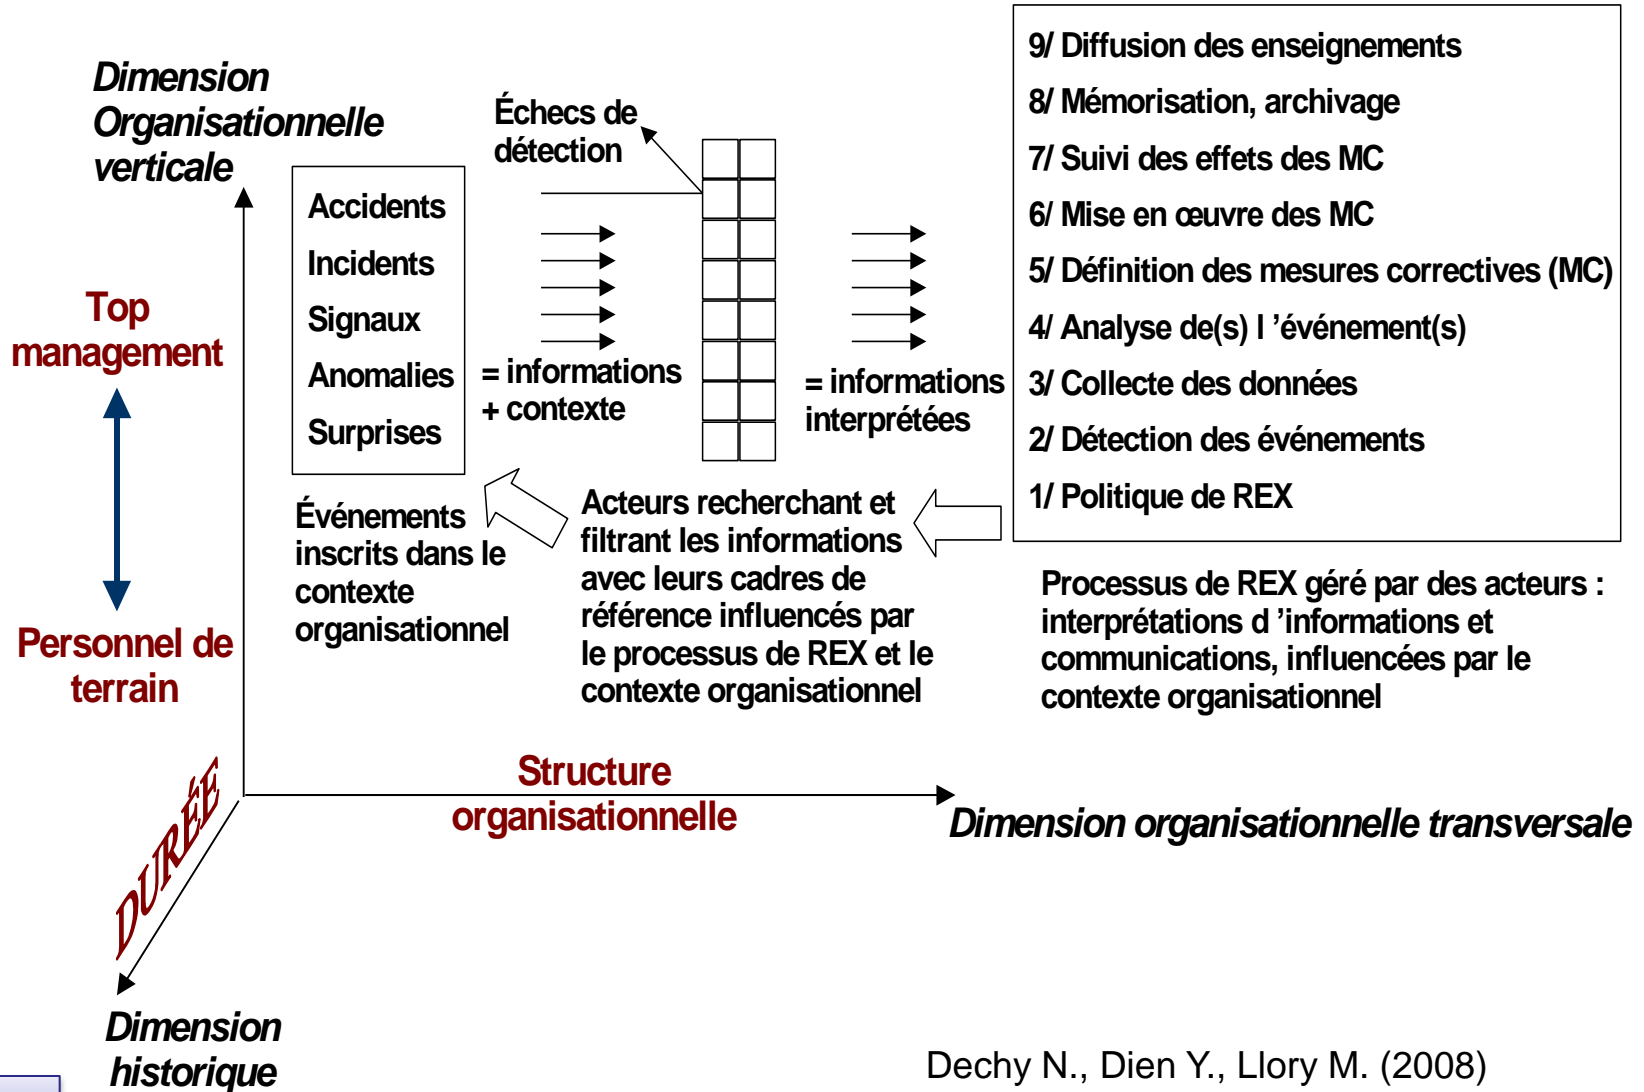 Dimension
Organisationnelle
verticale
Top
management
Personnel de
terrain
Accidents
Incidents
Signaux
Anomalies
Surprises
Événements
inscrits dans le
contexte
organisationnel
Échecs de
détection
= informations
+ contexte
Acteurs recherchant et
filtrant les informations
avec leurs cadres de
référence influencés par
le processus de REX et le
contexte organisationnel
= informations
interprétées
9/ Diffusion des enseignements
8/ Mémorisation, archivage
7/ Suivi des effets des MC
6/ Mise en œuvre des MC
5/ Définition des mesures correctives (MC)
4/ Analyse de(s) l ’événement(s)
3/ Collecte des données
2/ Détection des événements
1/ Politique de REX
Processus de REX géré par des acteurs :
interprétations d ’informations et
communications, influencées par le
contexte organisationnel
Structure
organisationnelle
Dimension organisationnelle transversale
DURÉE
Dimension
historique
Dechy N., Dien Y., Llory M. (2008)